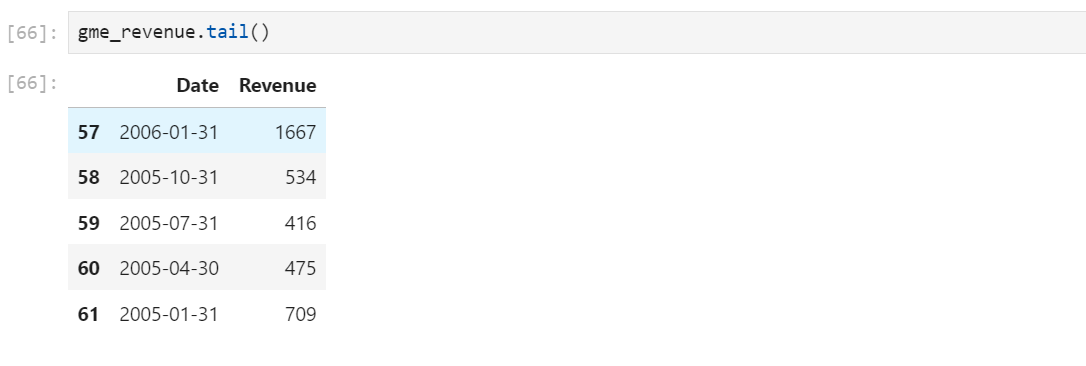 [66]: gme_revenue.tail()
[66]: Date Revenue
57 2006-01-31 1667
58 2005-10-31 534
59 2005-07-31 416
60 2005-04-30 475
61 2005-01-31 709